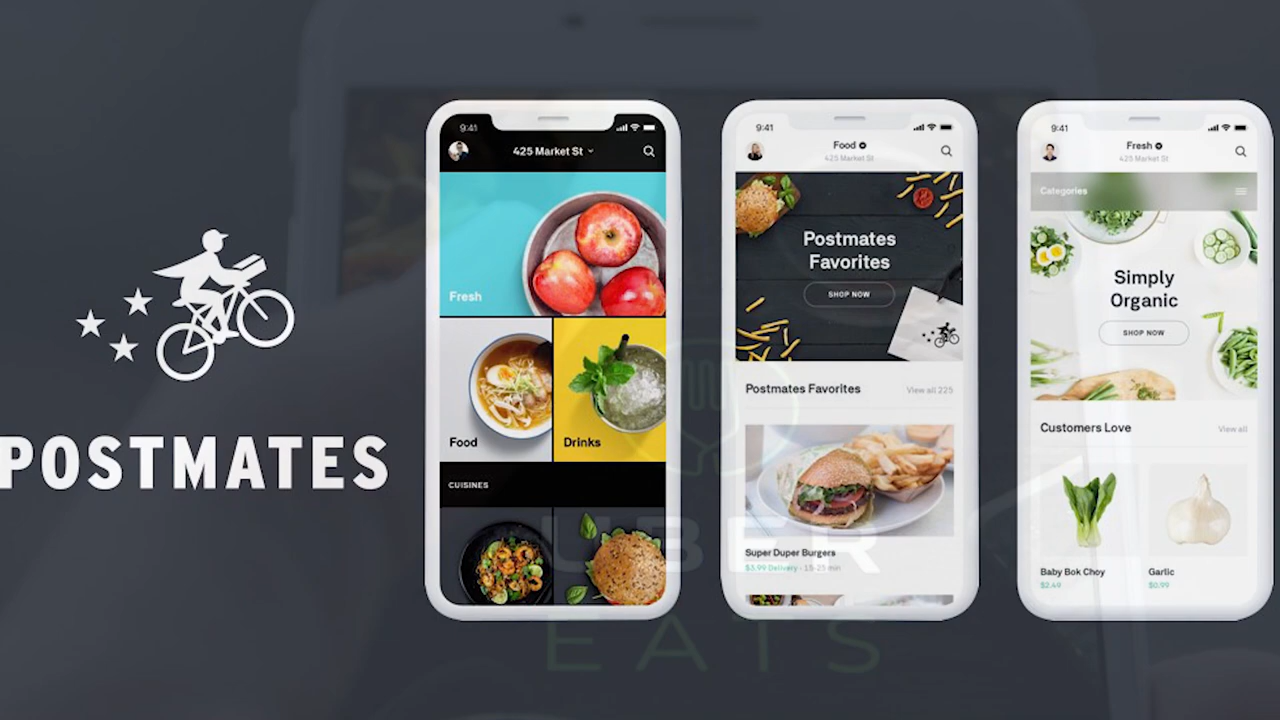 POSTMATES
9:41
425 Market St
Fresh
Food
Drinks
CUISINES
9:41
Food
425 Market St
Postmates
Favorites
SHOP NOW
Postmates Favorites
View all 225
Super Duper Burgers
$3.99 Delivery · 15-25 min
9:41
Fresh
425 Market St
Categories
Simply
Organic
SHOP NOW
Customers Love
View all
Baby Bok Choy
$2.49
Garlic
$0.99
UBER
EATS